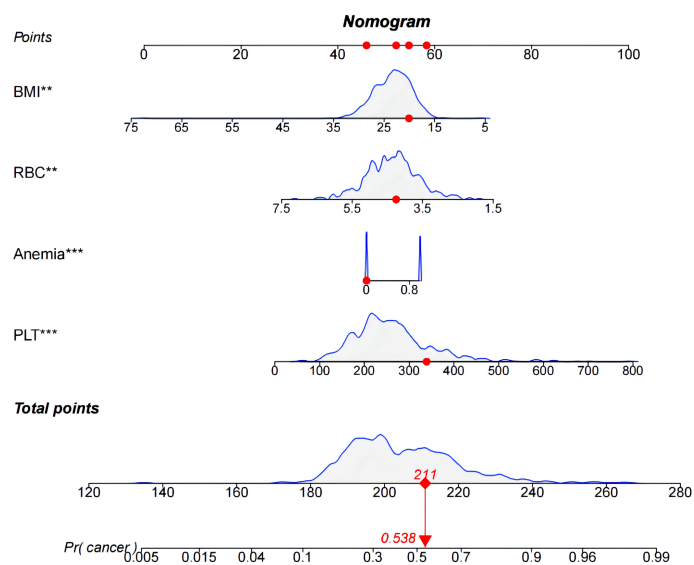 Nomogram
Points
0 20 40 60 80 100
BMI**
75 65 55 45 35 25 15 5
RBC**
7.5 5.5 3.5 1.5
Anemia***
0 0.8
PLT***
0 100 200 300 400 500 600 700 800
Total points
211
120 140 160 180 200 220 240 260 280
0.538
Pr( cancer )
0.005 0.015 0.04 0.1 0.3 0.5 0.7 0.9 0.96 0.99